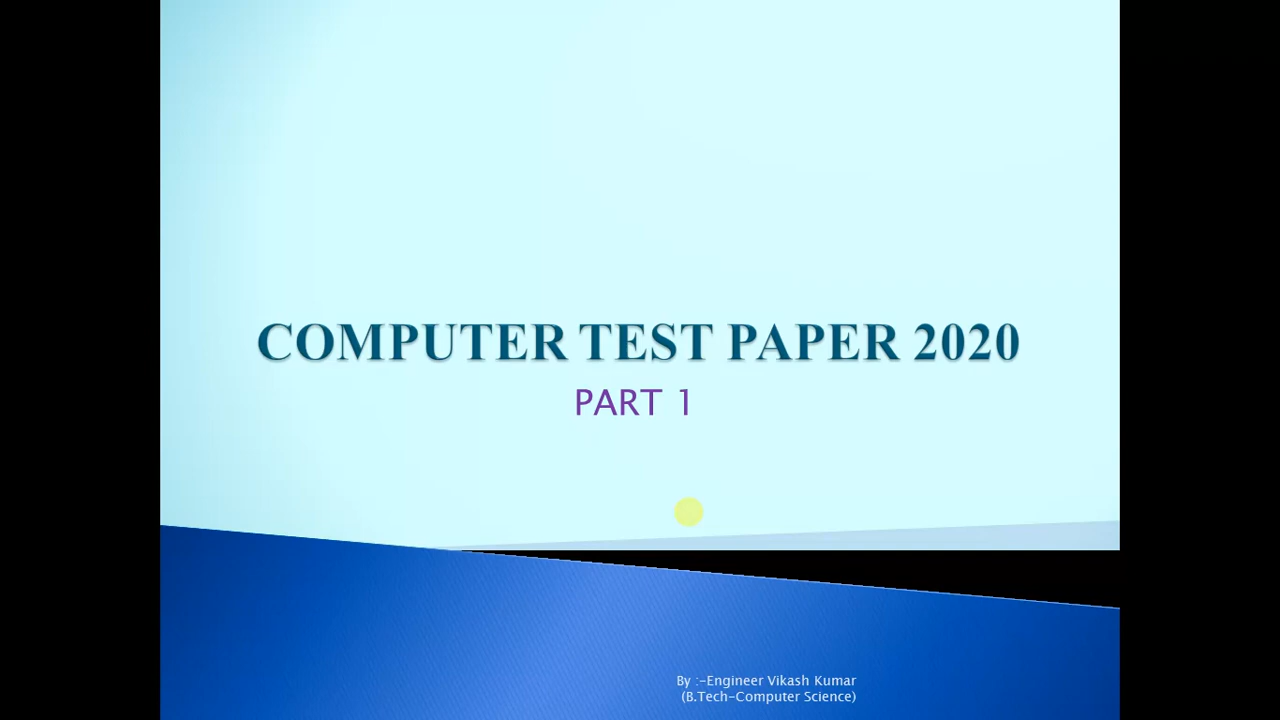 COMPUTER TEST PAPER 2020
PART 1
By :-Engineer Vikash Kumar
(B.Tech-Computer Science)